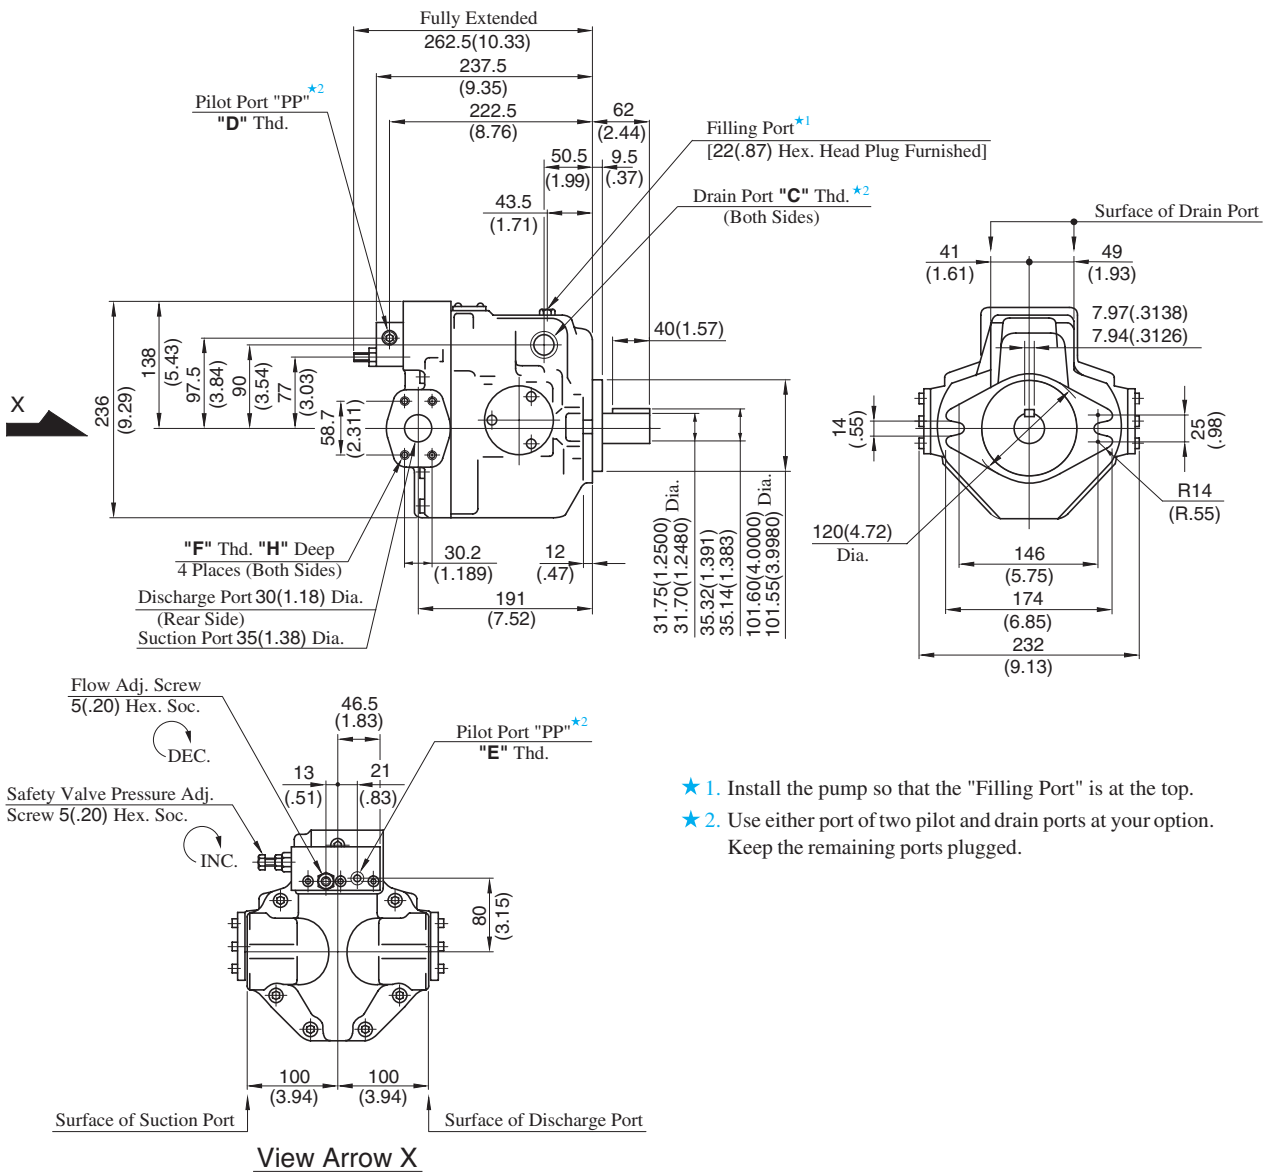 Fully Extended
262.5(10.33)
237.5
(9.35)
Pilot Port "PP"★2
"D" Thd.
222.5
(8.76)
62
(2.44)
Filling Port★1
[22(.87) Hex. Head Plug Furnished]
50.5
(1.99)
9.5
(.37)
43.5
(1.71)
Drain Port "C" Thd.★2
(Both Sides)
Surface of Drain Port
41
(1.61)
49
(1.93)
7.97(.3138)
7.94(.3126)
40(1.57)
X
236
(9.29)
138
(5.43)
97.5
(3.84)
90
(3.54)
77
(3.03)
58.7
(2.311)
14
(.55)
25
(.98)
R14
(R.55)
120(4.72)
Dia.
146
(5.75)
174
(6.85)
232
(9.13)
"F" Thd. "H" Deep
4 Places (Both Sides)
30.2
(1.189)
12
(.47)
Discharge Port 30(1.18) Dia.
(Rear Side)
Suction Port 35(1.38) Dia.
191
(7.52)
31.75(1.2500)
31.70(1.2480) Dia.
35.32(1.391)
35.14(1.383)
101.60(4.0000)
101.55(3.9980) Dia.
Flow Adj. Screw
5(.20) Hex. Soc.
DEC.
46.5
(1.83)
Pilot Port "PP"★2
"E" Thd.
13
(.51)
21
(.83)
Safety Valve Pressure Adj.
Screw 5(.20) Hex. Soc.
INC.
80
(3.15)
★ 1. Install the pump so that the "Filling Port" is at the top.
★ 2. Use either port of two pilot and drain ports at your option.
Keep the remaining ports plugged.
100
(3.94)
100
(3.94)
Surface of Suction Port
Surface of Discharge Port
View Arrow X